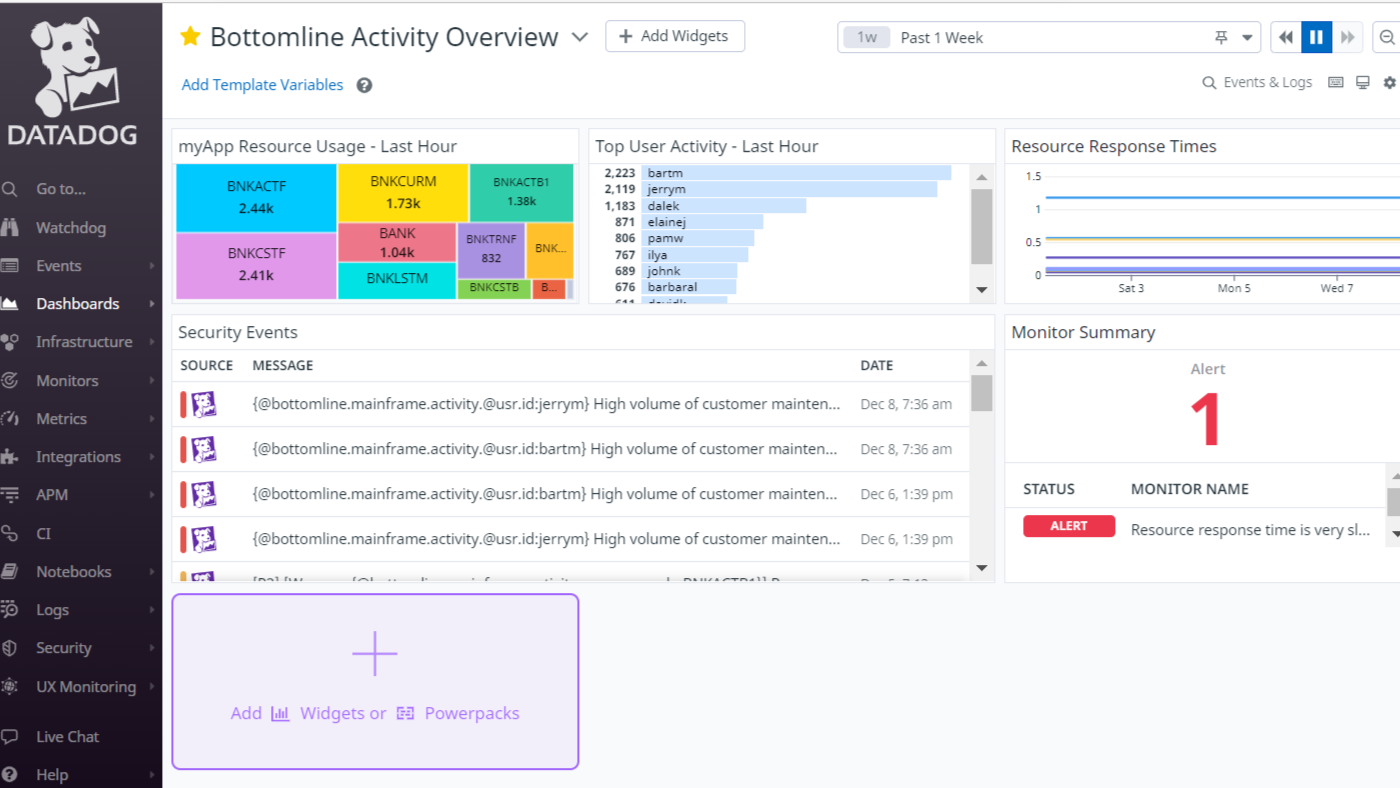 DATADOG
Go to...
Watchdog
Events
Dashboards
Infrastructure
Monitors
Metrics
Integrations
APM
CI
Notebooks
Logs
Security
UX Monitoring
Live Chat
Help
Bottomline Activity Overview
Add Widgets
1w Past 1 Week
Add Template Variables
Events & Logs
myApp Resource Usage - Last Hour
BNKACTF
2.44k
BNKCURM
1.73k
BNKACTB1
1.38k
BNKCSTF
2.41k
BANK
1.04k
BNKTRNF
832
BNK...
BNKLSTM
BNKCSTB
B...
Top User Activity - Last Hour
2,223 bartm
2,119 jerrym
1,183 dalek
871 elainej
806 pamw
767 ilya
689 johnk
676 barbaral
Resource Response Times
1.5
1
0.5
0
Sat 3 Mon 5 Wed 7
Security Events
SOURCE MESSAGE DATE
{@bottomline.mainframe.activity.@usr.id:jerrym} High volume of customer mainten... Dec 8, 7:36 am
{@bottomline.mainframe.activity.@usr.id:bartm} High volume of customer mainten... Dec 8, 7:36 am
{@bottomline.mainframe.activity.@usr.id:bartm} High volume of customer mainten... Dec 6, 1:39 pm
{@bottomline.mainframe.activity.@usr.id:jerrym} High volume of customer mainten... Dec 6, 1:39 pm
Monitor Summary
Alert
1
STATUS MONITOR NAME
ALERT Resource response time is very sl...
Add Widgets or Powerpacks